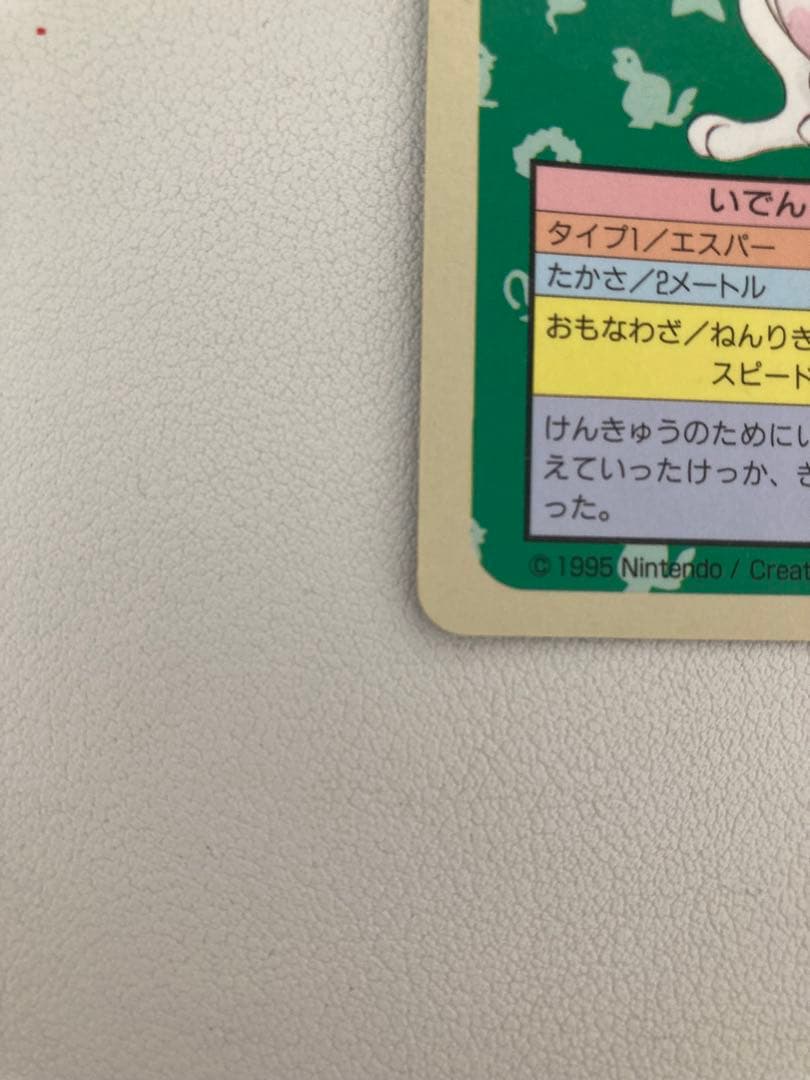 いでん
タイプ1／エスパー
たかさ／2メートル
おもなわざ／ねんりき
スピード
けんきゅうのためにい
えていったけっか、き
った。
© 1995 Nintendo / Creat